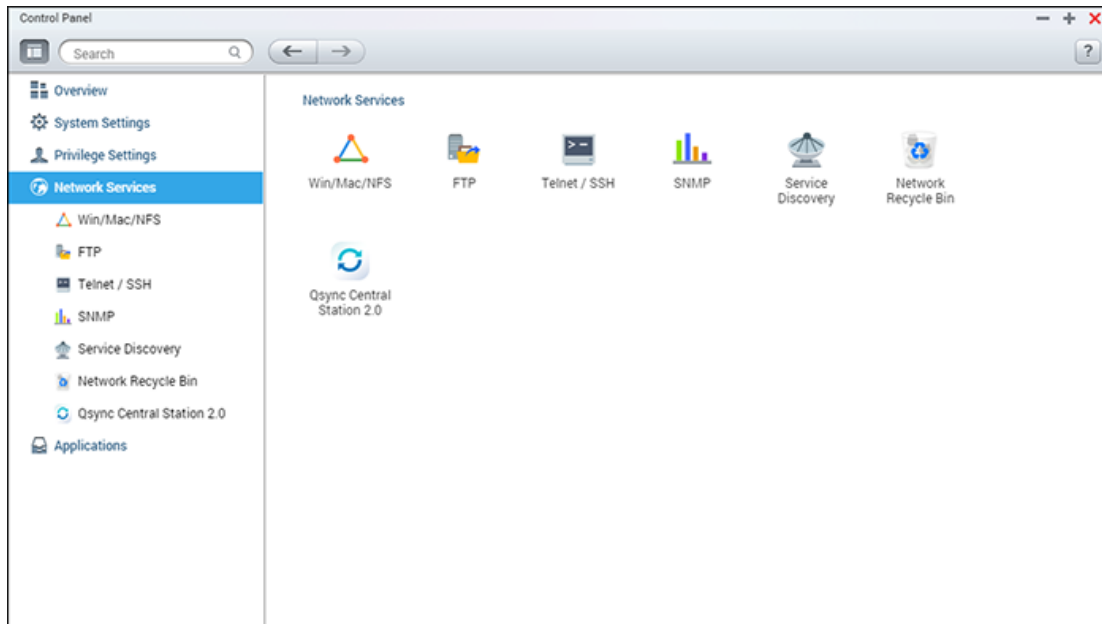 Control Panel
Search
?
Overview
System Settings
Privilege Settings
Network Services
Win/Mac/NFS
FTP
Telnet / SSH
SNMP
Service Discovery
Network Recycle Bin
Qsync Central Station 2.0
Applications
Network Services
Win/Mac/NFS
FTP
Telnet / SSH
SNMP
Service
Discovery
Network
Recycle Bin
Qsync Central
Station 2.0